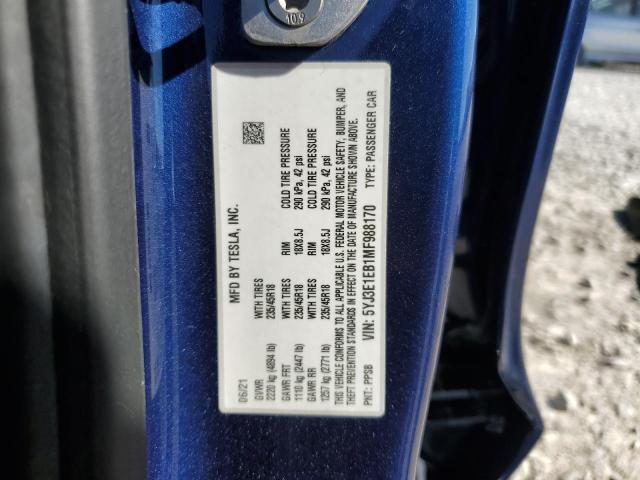 10.9
MFD BY TESLA, INC.
06/21
GVWR WITH TIRES RIM COLD TIRE PRESSURE
2220 kg (4894 lb) 235/45R18 18X8.5J 290 kPa, 42 psi
GAWR FRT WITH TIRES RIM COLD TIRE PRESSURE
1110 kg (2447 lb) 235/45R18 18X8.5J 290 kPa, 42 psi
GAWR RR WITH TIRES
1257 kg (2771 lb) 235/45R18
THIS VEHICLE CONFORMS TO ALL APPLICABLE U.S. FEDERAL MOTOR VEHICLE SAFETY, BUMPER, AND
THEFT PREVENTION STANDARDS IN EFFECT ON THE DATE OF MANUFACTURE SHOWN ABOVE.
PNT: PPSB VIN: 5YJ3E1EB1MF988170 TYPE: PASSENGER CAR